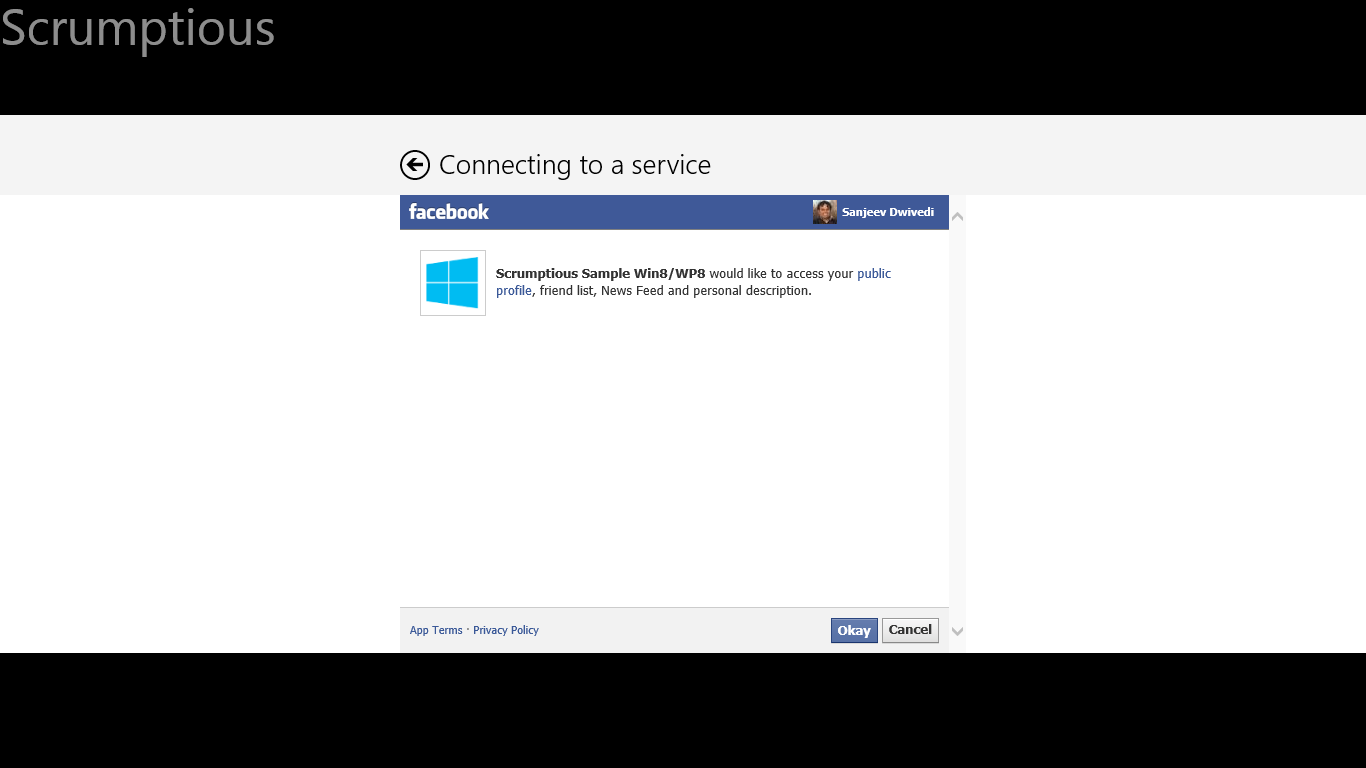 Scrumptious
Connecting to a service
facebook
Sanjeev Dwivedi
Scrumptious Sample Win8/WP8 would like to access your public
profile, friend list, News Feed and personal description.
App Terms · Privacy Policy
Okay
Cancel